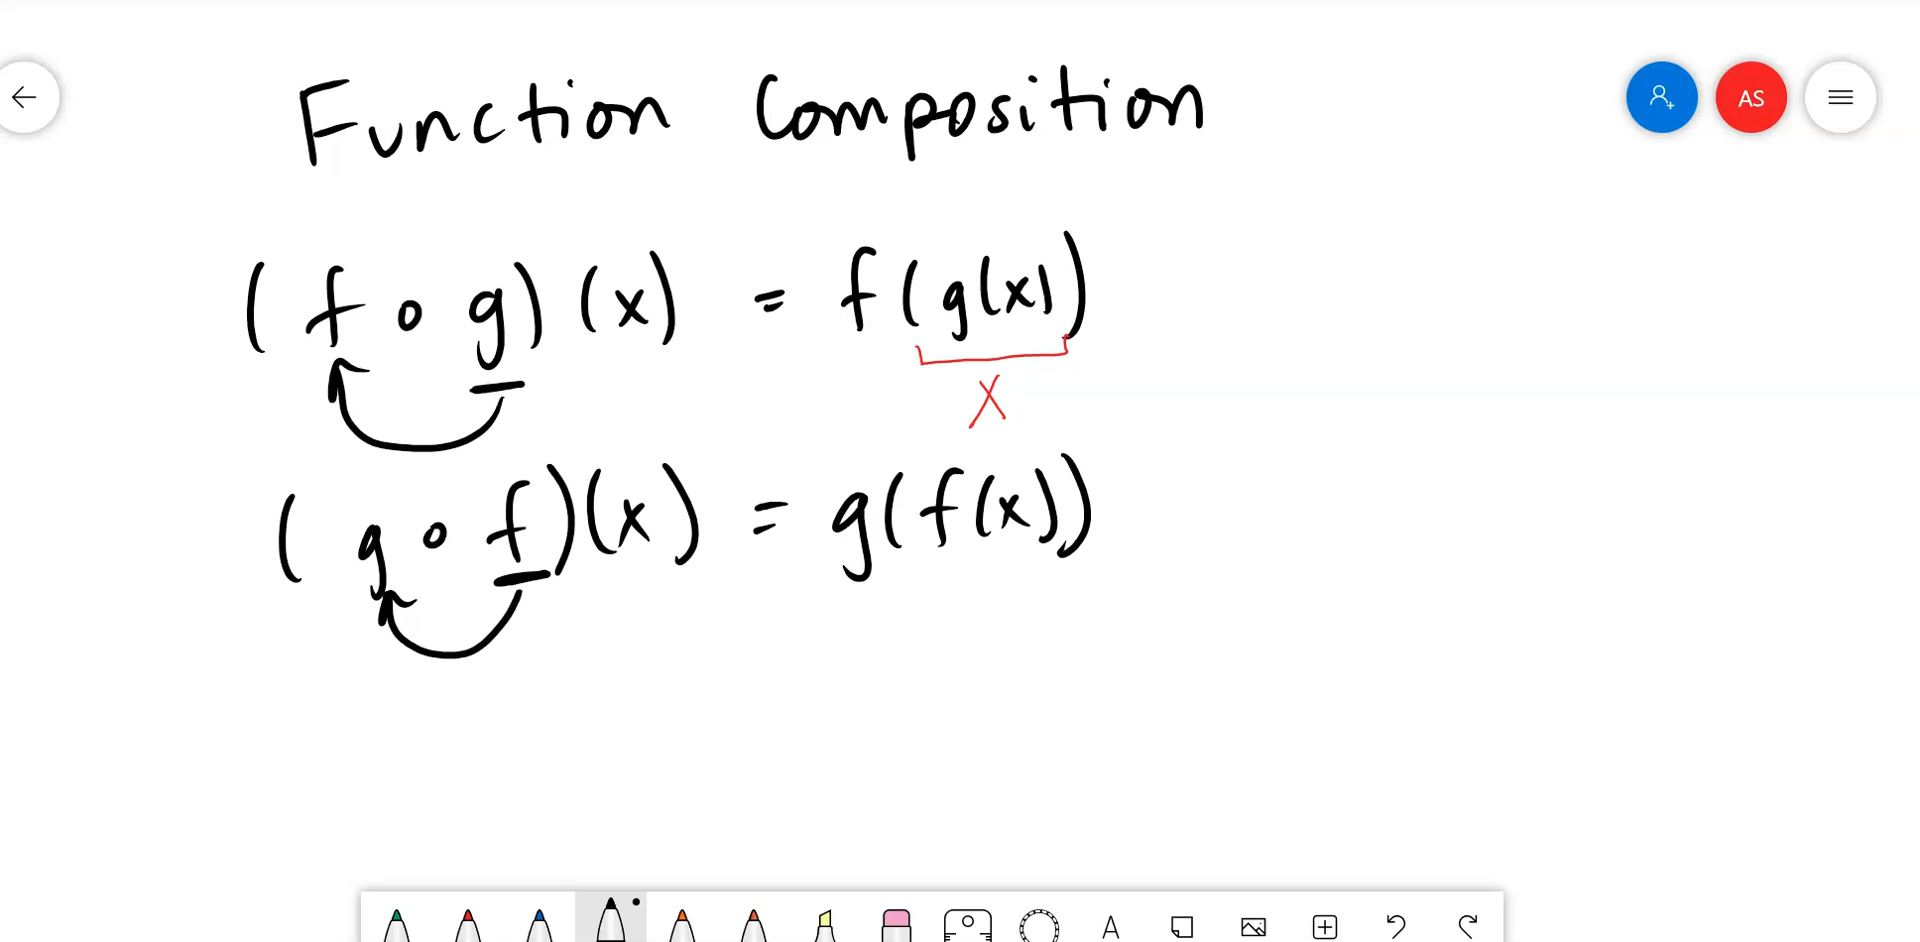 Function Composition
AS
(f ∘ g)(x) = f(g(x))
X
(g ∘ f)(x) = g(f(x))
A